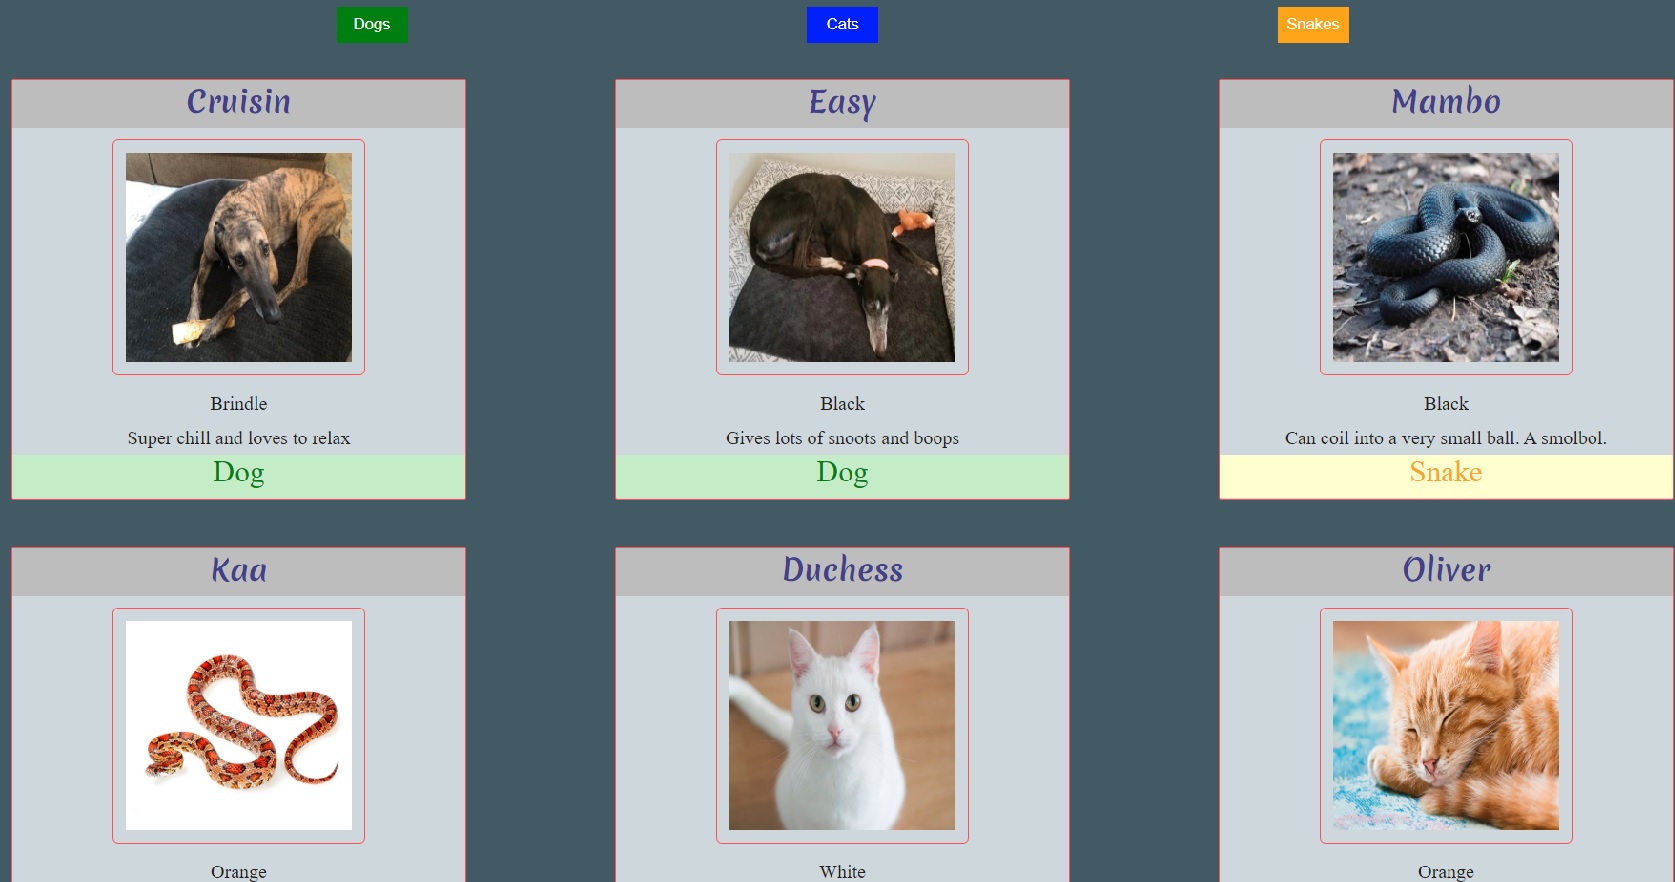 Dogs
Cats
Snakes
Cruisin
Easy
Mambo
Brindle
Black
Black
Super chill and loves to relax
Gives lots of snoots and boops
Can coil into a very small ball. A smolbol.
Dog
Dog
Snake
Kaa
Duchess
Oliver
Orange
White
Orange